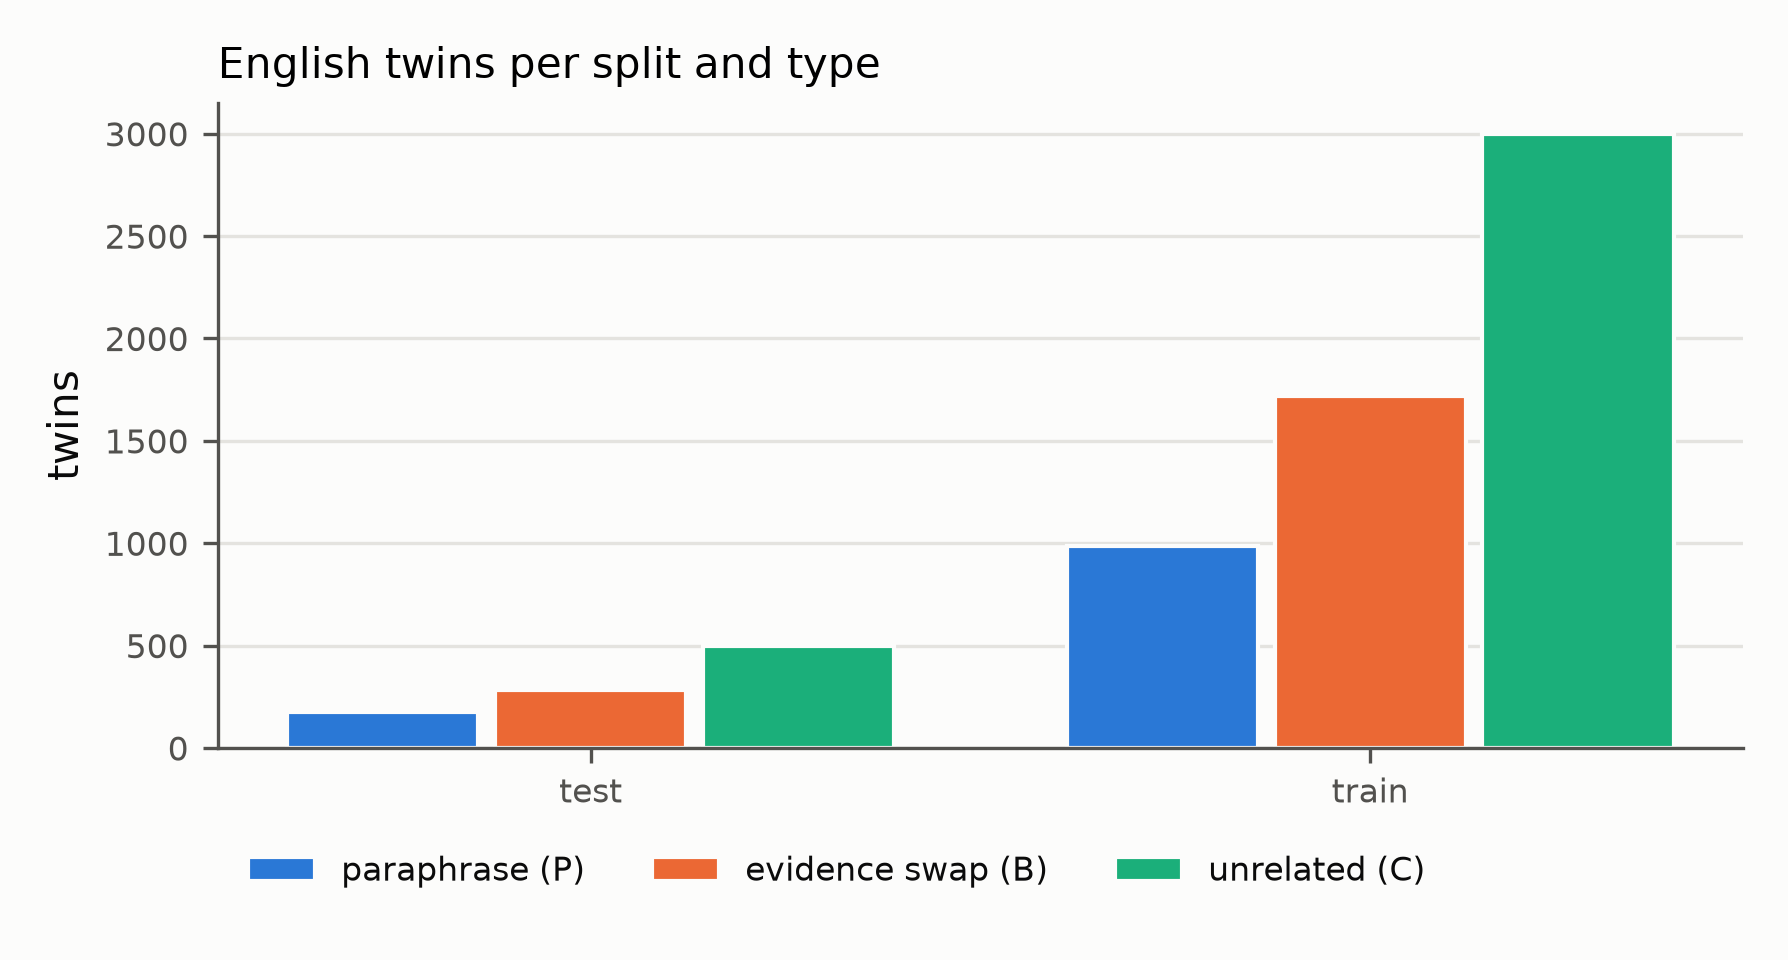 English twins per split and type
3000
2500
2000
1500
1000
500
0
twins
test train
paraphrase (P) evidence swap (B) unrelated (C)